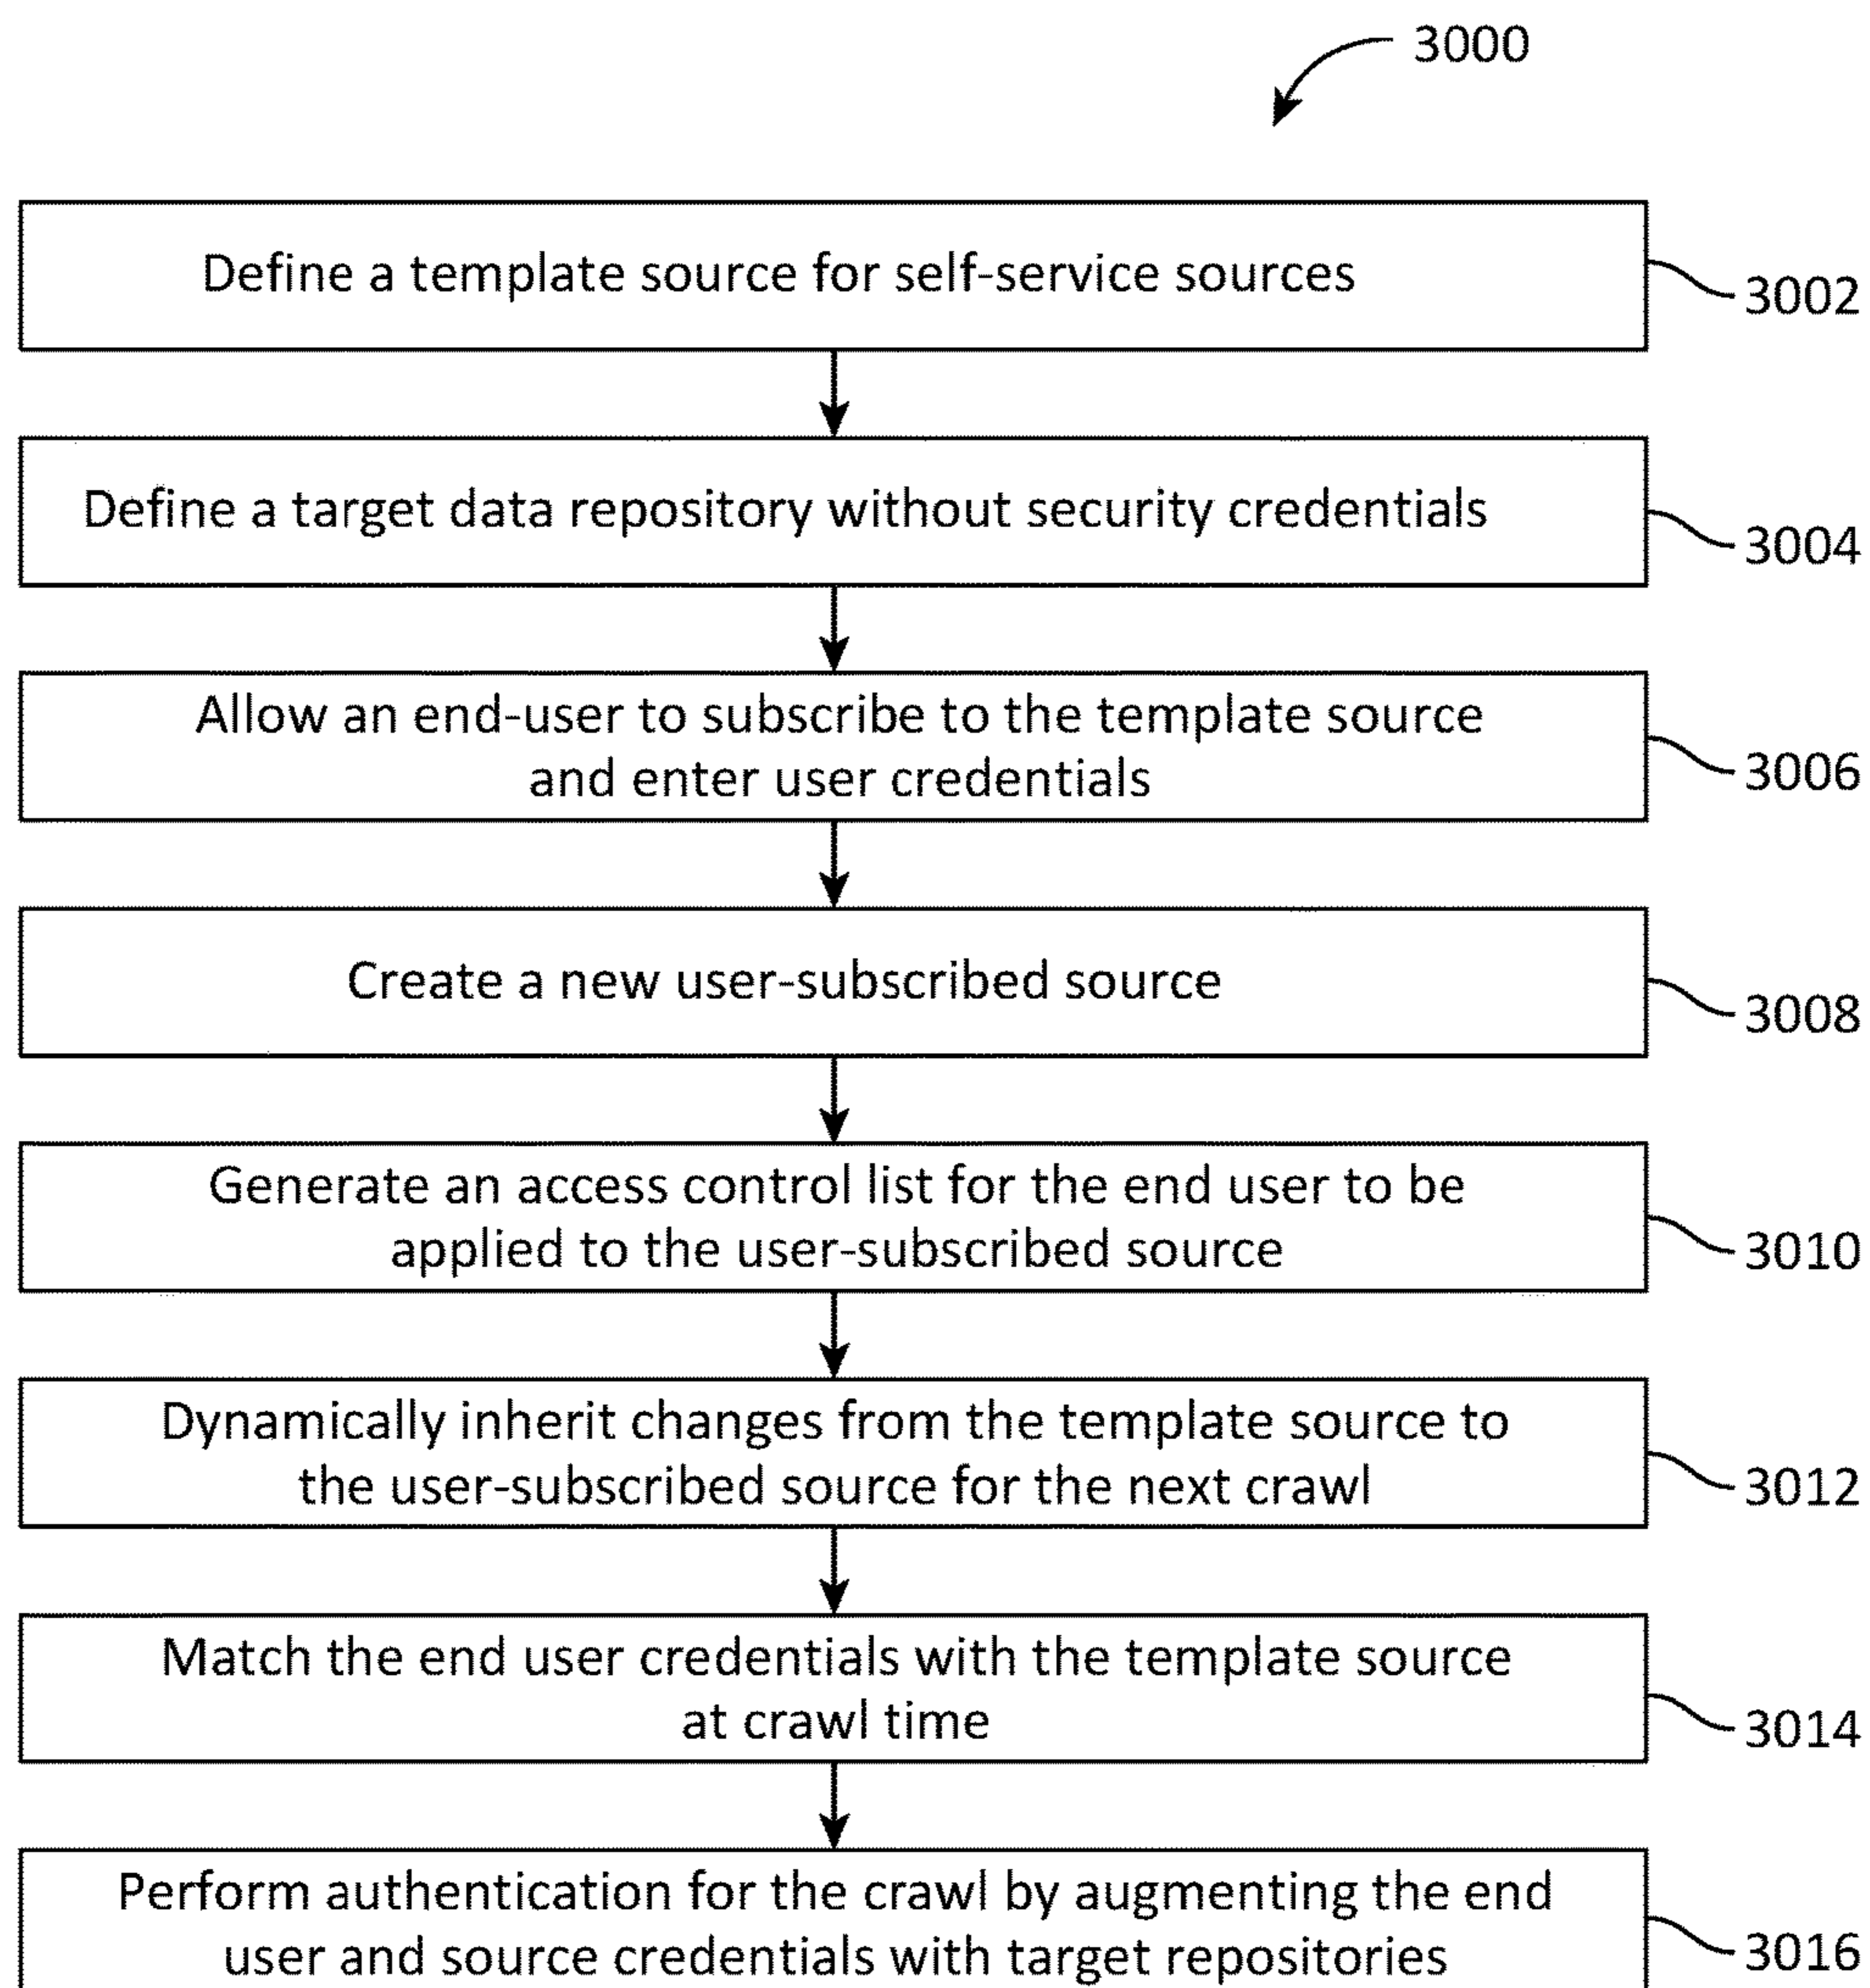 3000
Define a template source for self-service sources
3002
Define a target data repository without security credentials
3004
Allow an end-user to subscribe to the template source
and enter user credentials
3006
Create a new user-subscribed source
3008
Generate an access control list for the end user to be
applied to the user-subscribed source
3010
Dynamically inherit changes from the template source to
the user-subscribed source for the next crawl
3012
Match the end user credentials with the template source
at crawl time
3014
Perform authentication for the crawl by augmenting the end
user and source credentials with target repositories
3016